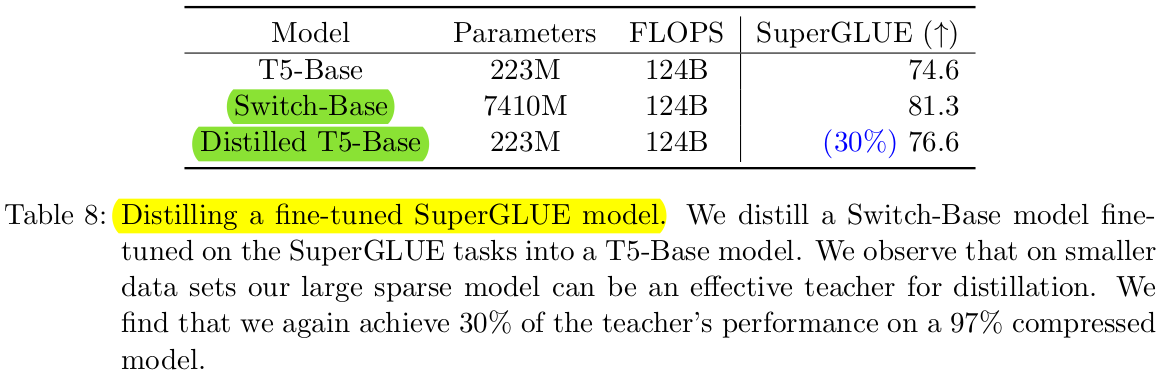 Model Parameters FLOPS SuperGLUE (↑)
T5-Base 223M 124B 74.6
Switch-Base 7410M 124B 81.3
Distilled T5-Base 223M 124B (30%) 76.6
Table 8: Distilling a fine-tuned SuperGLUE model. We distill a Switch-Base model fine-
tuned on the SuperGLUE tasks into a T5-Base model. We observe that on smaller
data sets our large sparse model can be an effective teacher for distillation. We
find that we again achieve 30% of the teacher's performance on a 97% compressed
model.